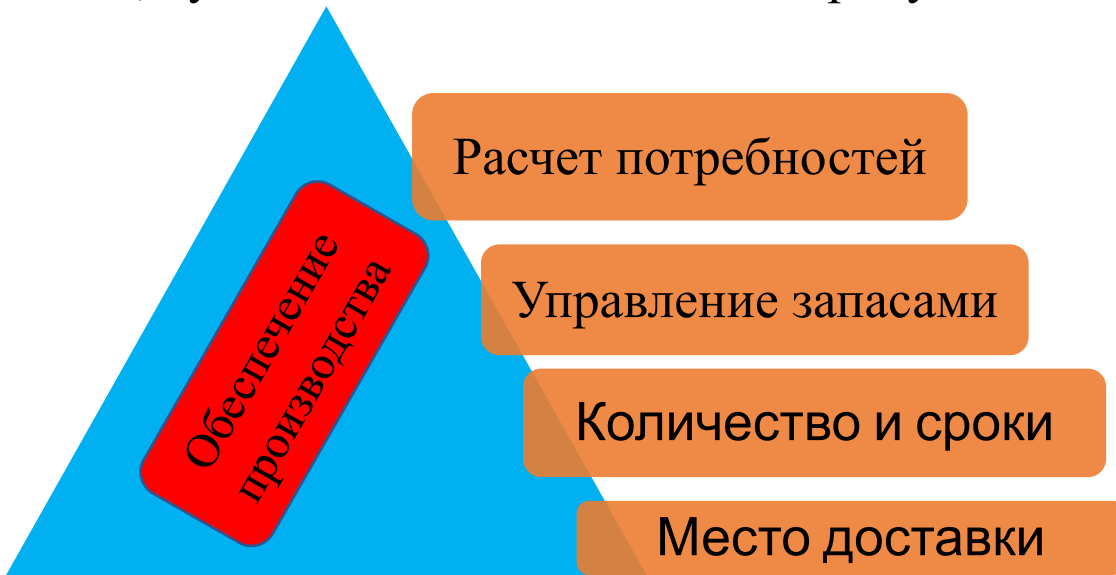 Обеспечение
производства
Расчет потребностей
Управление запасами
Количество и сроки
Место доставки